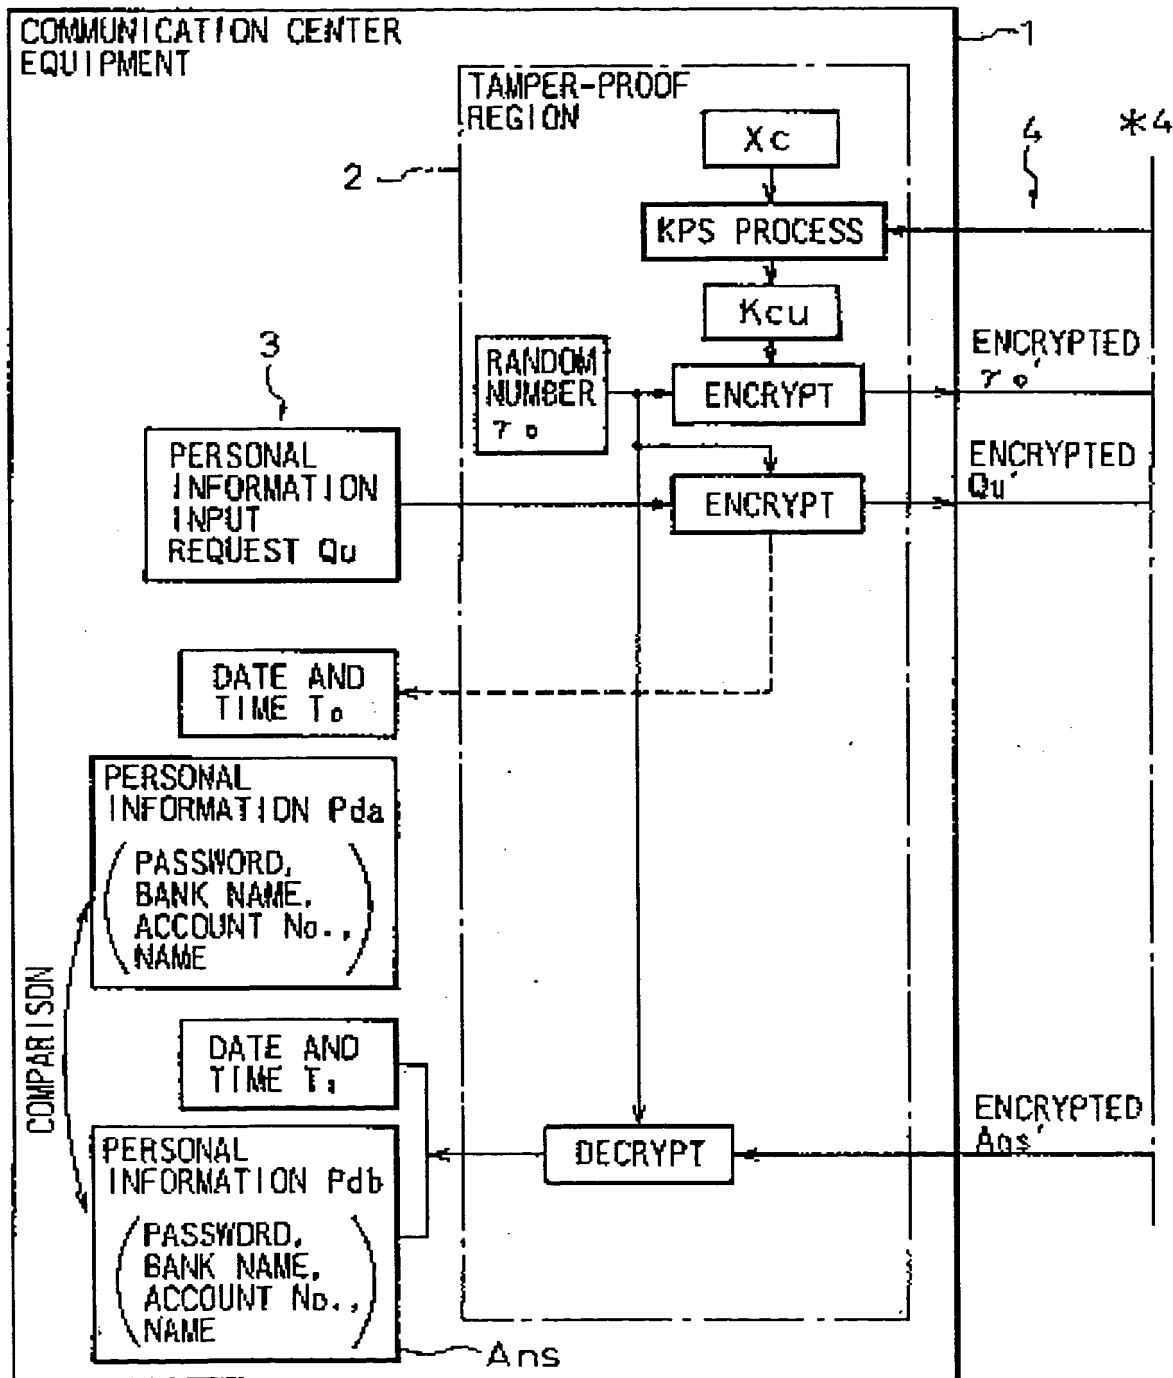 COMMUNICATION CENTER
EQUIPMENT
1
TAMPER-PROOF
REGION
2
Xc
4
*4
KPS PROCESS
Kcu
3
RANDOM
NUMBER
r0
ENCRYPT
ENCRYPTED
r0'
PERSONAL
INFORMATION
INPUT
REQUEST Qu
ENCRYPT
ENCRYPTED
Qu'
DATE AND
TIME T0
PERSONAL
INFORMATION Pda
PASSWORD,
BANK NAME,
ACCOUNT No.,
NAME
COMPARISON
DATE AND
TIME T1
DECRYPT
ENCRYPTED
Ans'
PERSONAL
INFORMATION Pdb
PASSWORD,
BANK NAME,
ACCOUNT No.,
NAME
Ans